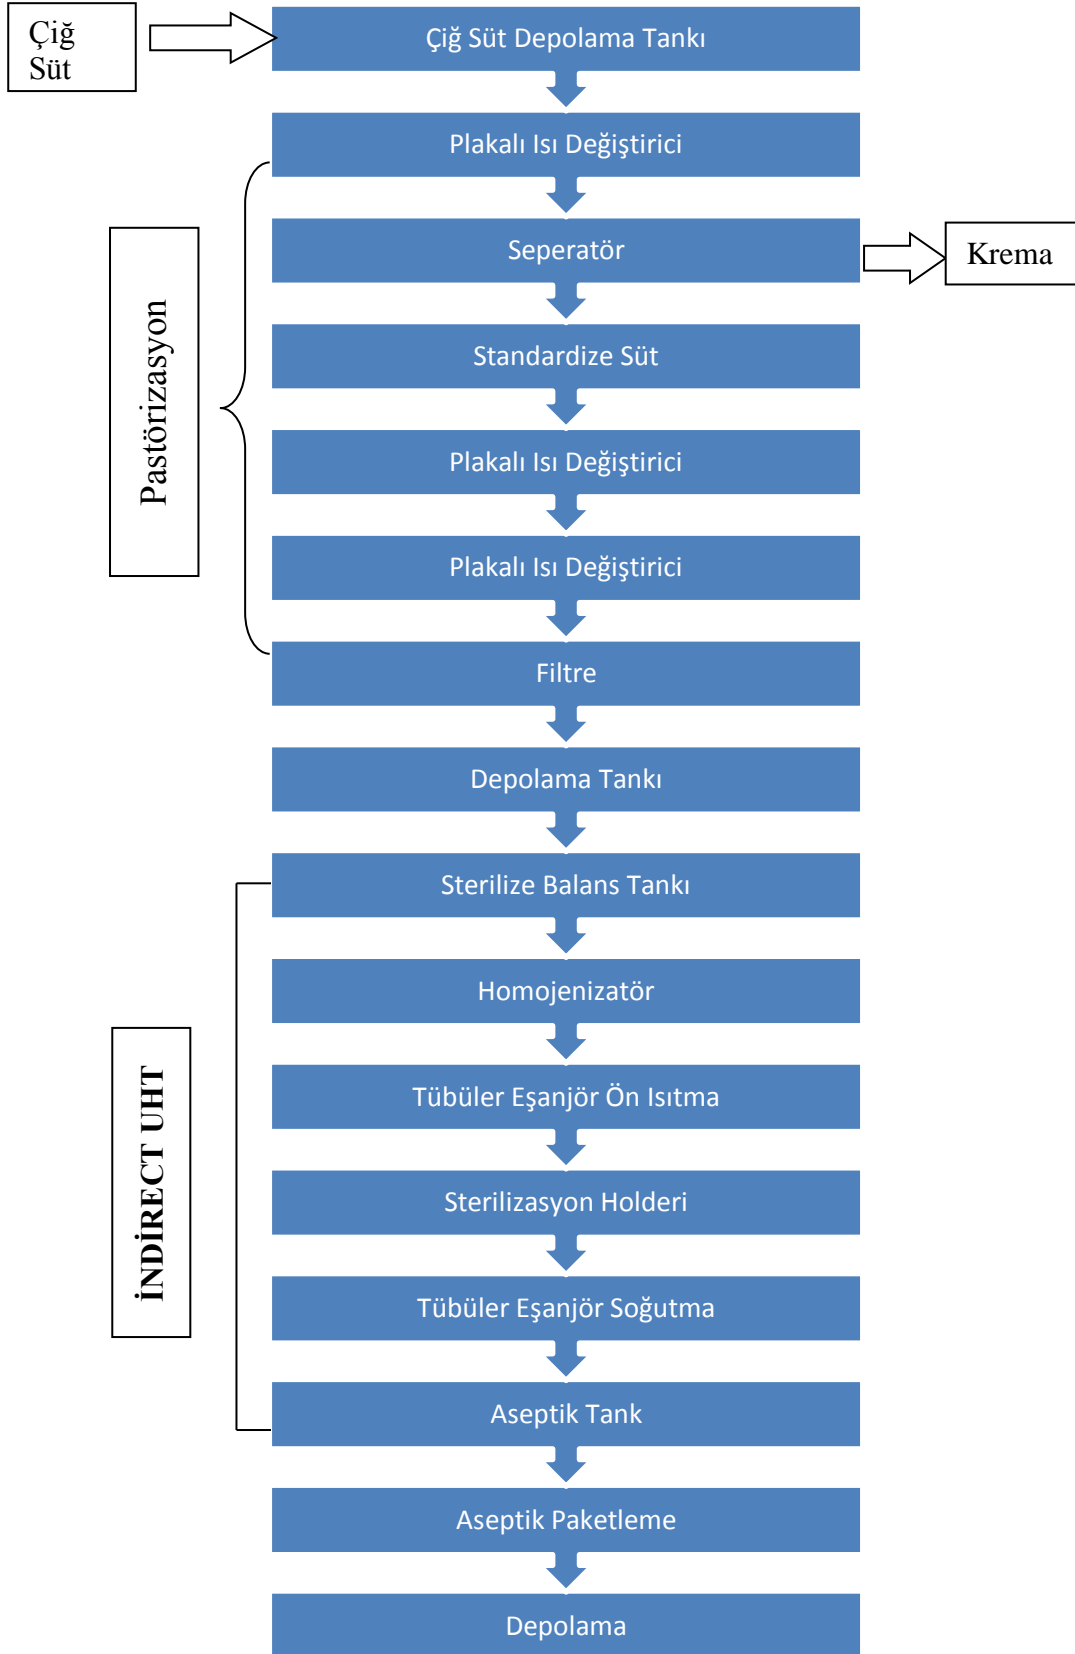 Çiğ
Süt
Çiğ Süt Depolama Tankı
Plakalı Isı Değiştirici
Seperatör
Krema
Standardize Süt
Pastörizasyon
Plakalı Isı Değiştirici
Plakalı Isı Değiştirici
Filtre
Depolama Tankı
Sterilize Balans Tankı
Homojenizatör
Tübüler Eşanjör Ön Isıtma
İNDİRECT UHT
Sterilizasyon Holderi
Tübüler Eşanjör Soğutma
Aseptik Tank
Aseptik Paketleme
Depolama